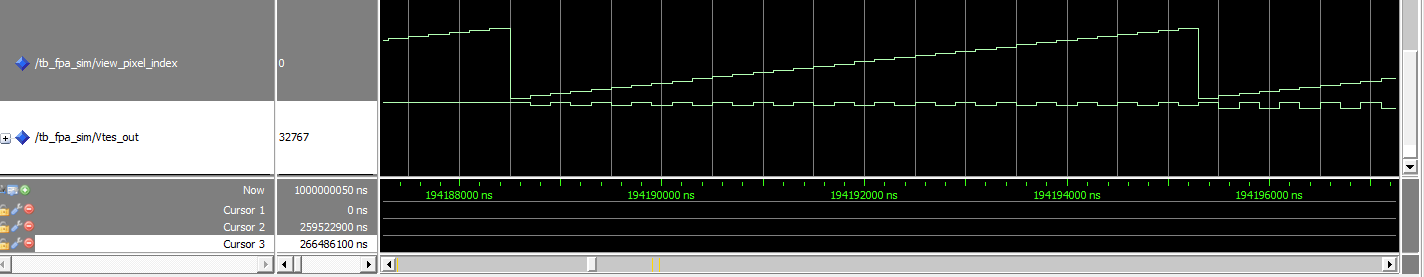 /tb_fpa_sim/view_pixel_index 0
/tb_fpa_sim/Vtes_out 32767
Now 1000000050 ns
194188000 ns 194190000 ns 194192000 ns 194194000 ns 194196000 ns
Cursor 1 0 ns
Cursor 2 259522900 ns
Cursor 3 266486100 ns